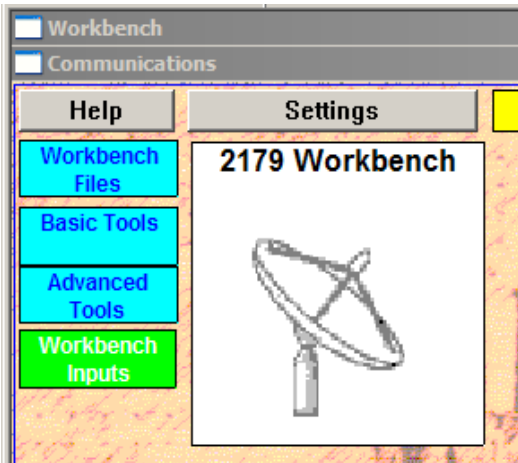 Workbench
Communications
Help
Settings
Workbench
Files
2179 Workbench
Basic Tools
Advanced
Tools
Workbench
Inputs